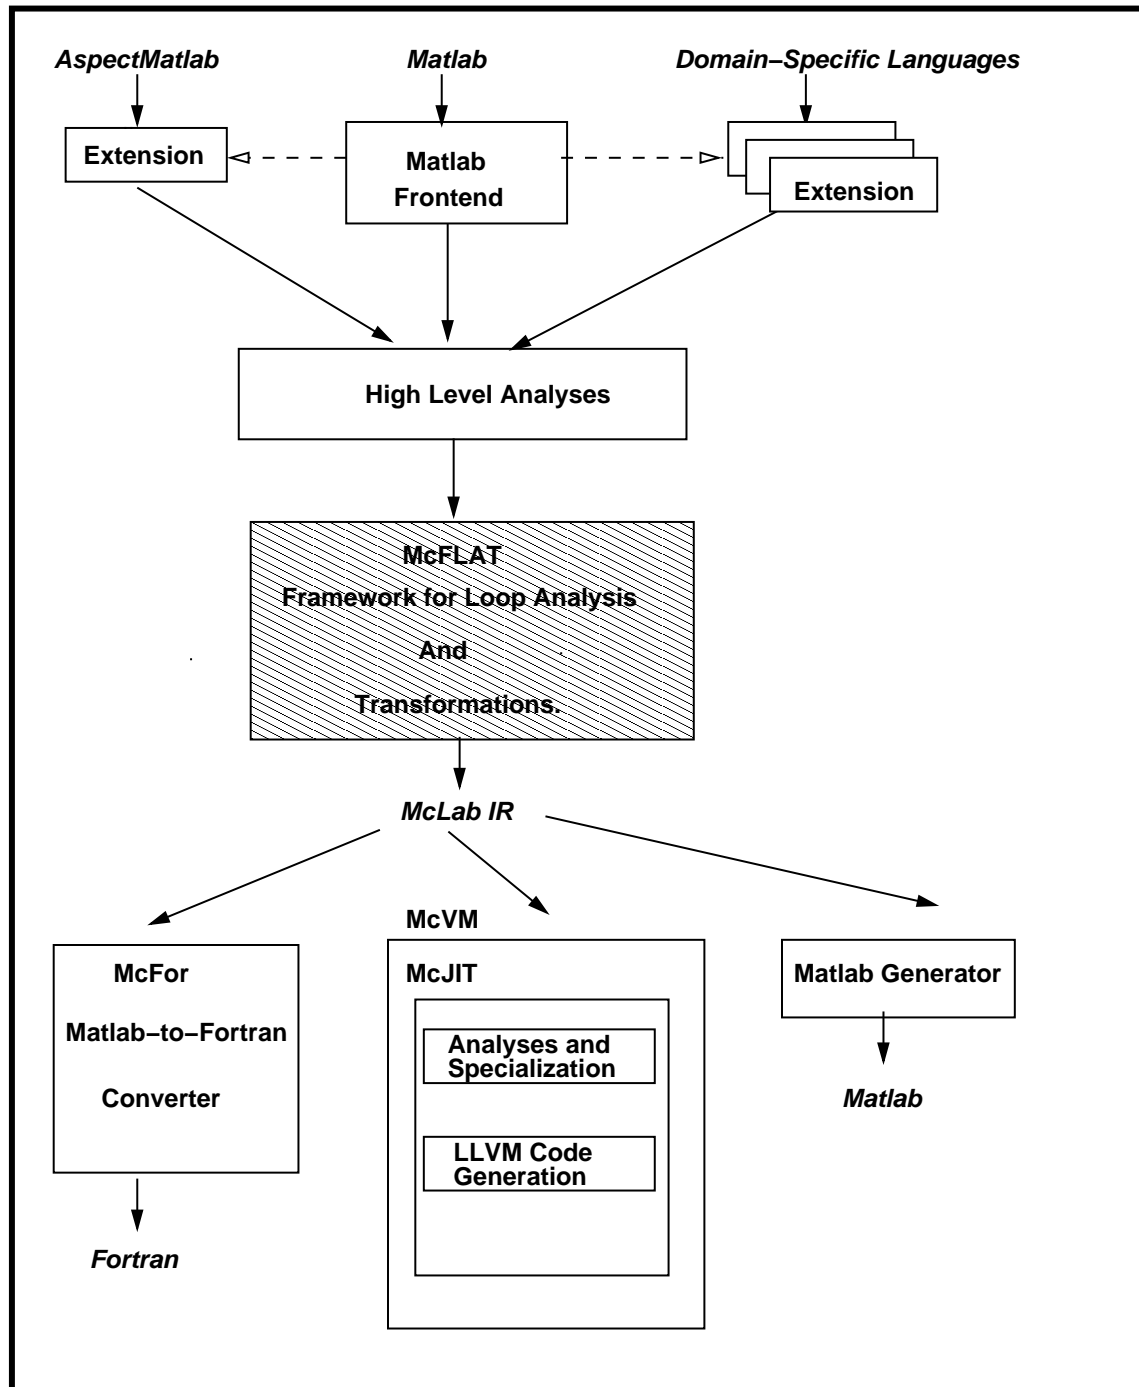 AspectMatlab
Matlab
Domain–Specific Languages
Extension
Matlab
Frontend
Extension
High Level Analyses
McFLAT
Framework for Loop Analysis
And
Transformations.
McLab IR
McFor
Matlab–to–Fortran
Converter
Fortran
McVM
McJIT
Analyses and
Specialization
LLVM Code
Generation
Matlab Generator
Matlab